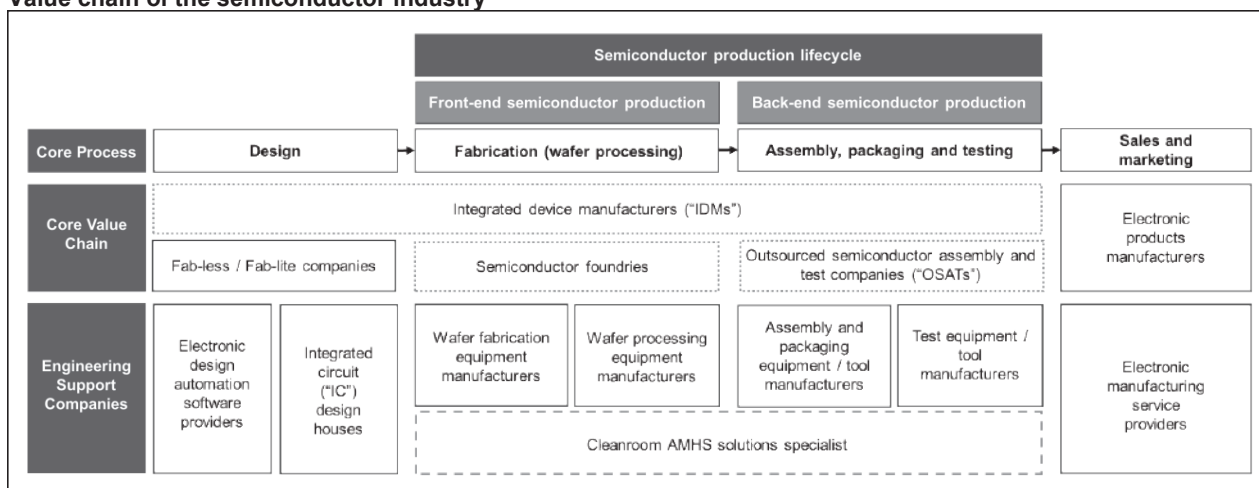 Value chain of the semiconductor industry
Semiconductor production lifecycle
Front-end semiconductor production
Back-end semiconductor production
Core Process
Design
Fabrication (wafer processing)
Assembly, packaging and testing
Sales and
marketing
Core Value
Chain
Integrated device manufacturers ("IDMs")
Fab-less / Fab-lite companies
Semiconductor foundries
Outsourced semiconductor assembly and
test companies ("OSATs")
Electronic
products
manufacturers
Engineering
Support
Companies
Electronic
design
automation
software
providers
Integrated
circuit
("IC")
design
houses
Wafer fabrication
equipment
manufacturers
Wafer processing
equipment
manufacturers
Assembly and
packaging
equipment / tool
manufacturers
Test equipment /
tool
manufacturers
Cleanroom AMHS solutions specialist
Electronic
manufacturing
service
providers